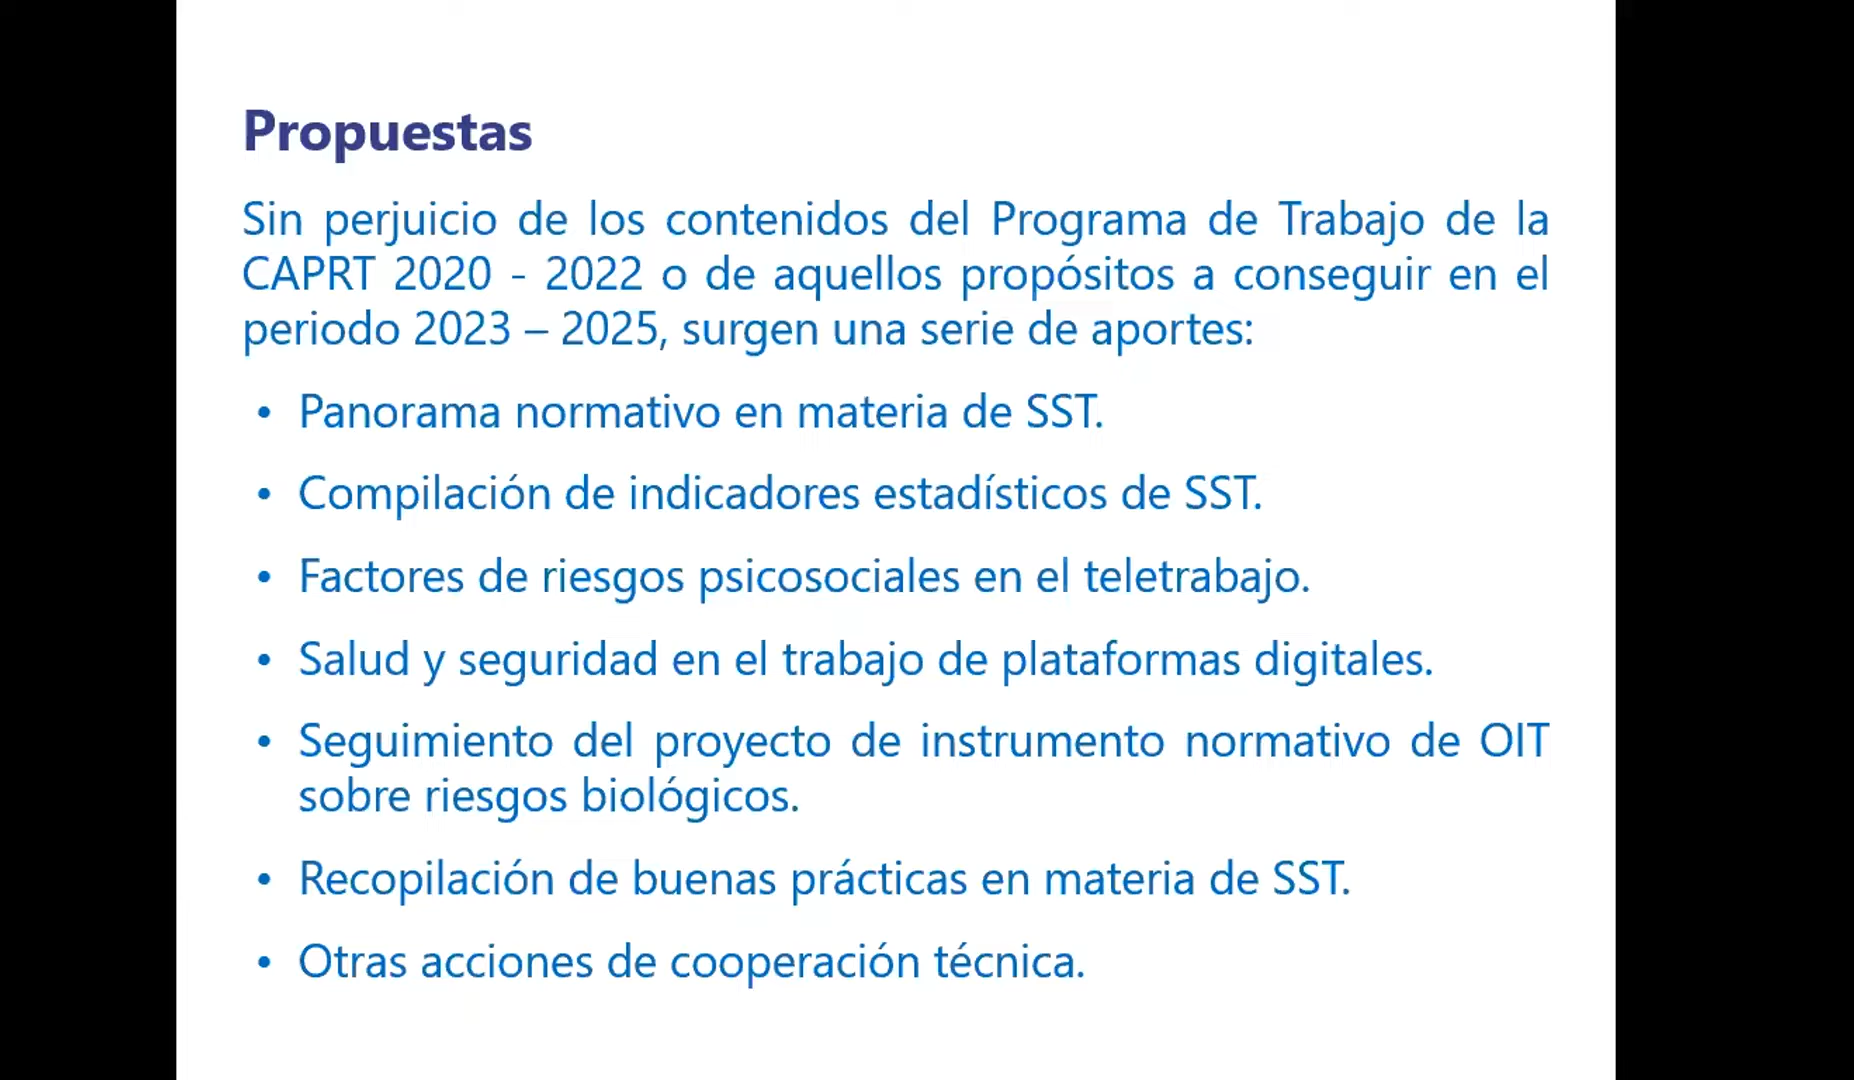 Propuestas
Sin perjuicio de los contenidos del Programa de Trabajo de la
CAPRT 2020 - 2022 o de aquellos propósitos a conseguir en el
periodo 2023 – 2025, surgen una serie de aportes:
• Panorama normativo en materia de SST.
• Compilación de indicadores estadísticos de SST.
• Factores de riesgos psicosociales en el teletrabajo.
• Salud y seguridad en el trabajo de plataformas digitales.
• Seguimiento del proyecto de instrumento normativo de OIT
sobre riesgos biológicos.
• Recopilación de buenas prácticas en materia de SST.
• Otras acciones de cooperación técnica.